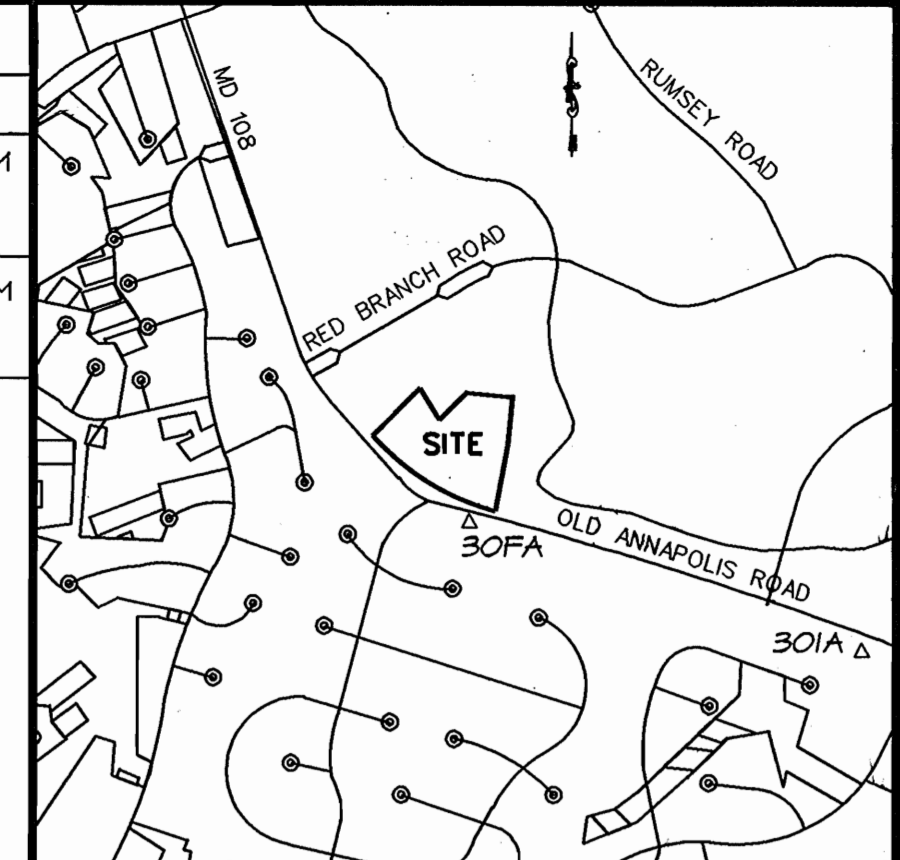 MD 108
RUMSEY ROAD
M
RED BRANCH ROAD
M
SITE
OLD ANNAPOLIS ROAD
30FA
301A